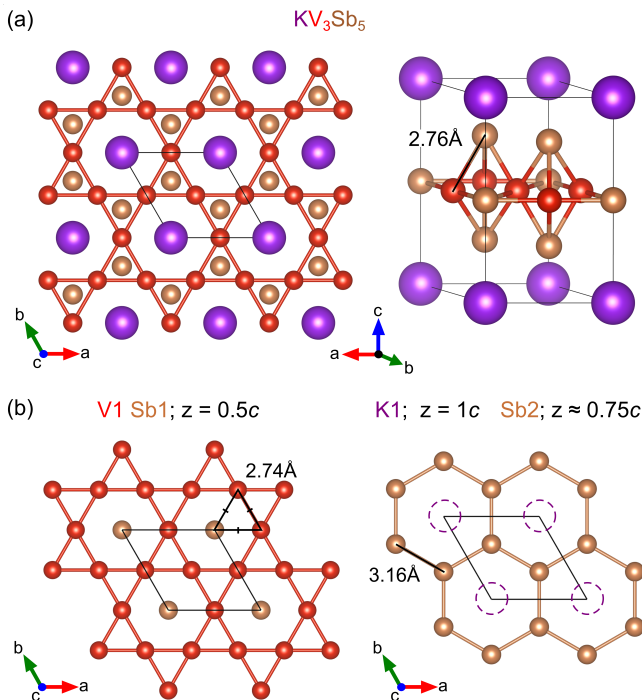 (a) KV₃Sb₅
2.76Å
b
c a
c
a b
(b) V1 Sb1; z = 0.5c K1; z = 1c Sb2; z ≈ 0.75c
2.74Å
3.16Å
b b
c a c a